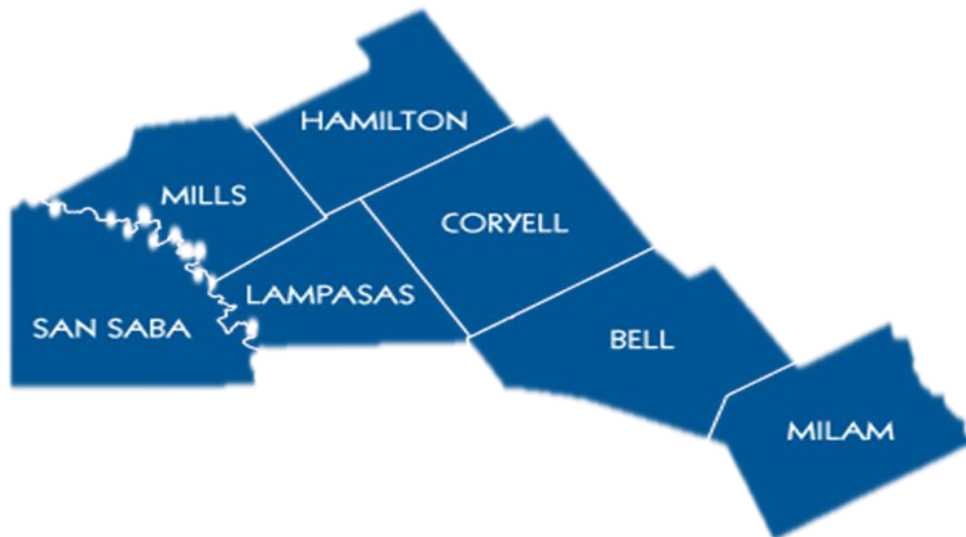 HAMILTON
MILLS
CORYELL
LAMPASAS
SAN SABA
BELL
MILAM